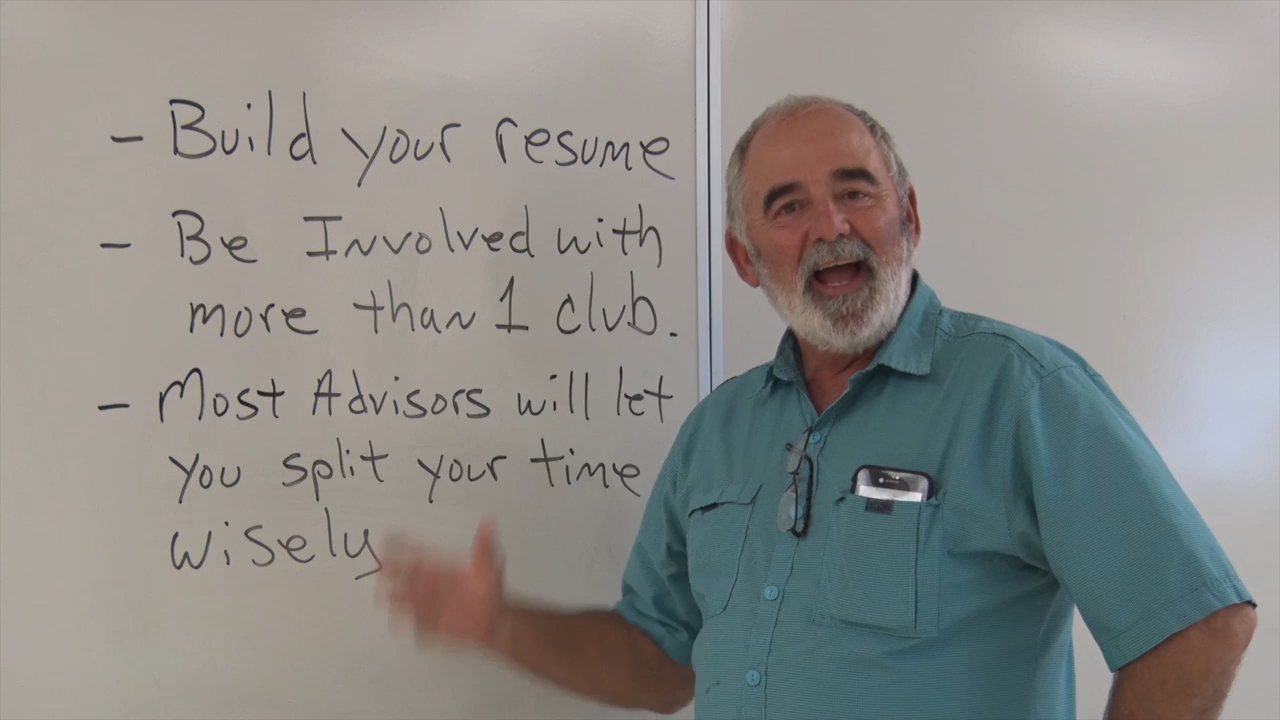 - Build your resume
- Be Involved with
more than 1 club.
- Most Advisors will let
you split your time
wisely